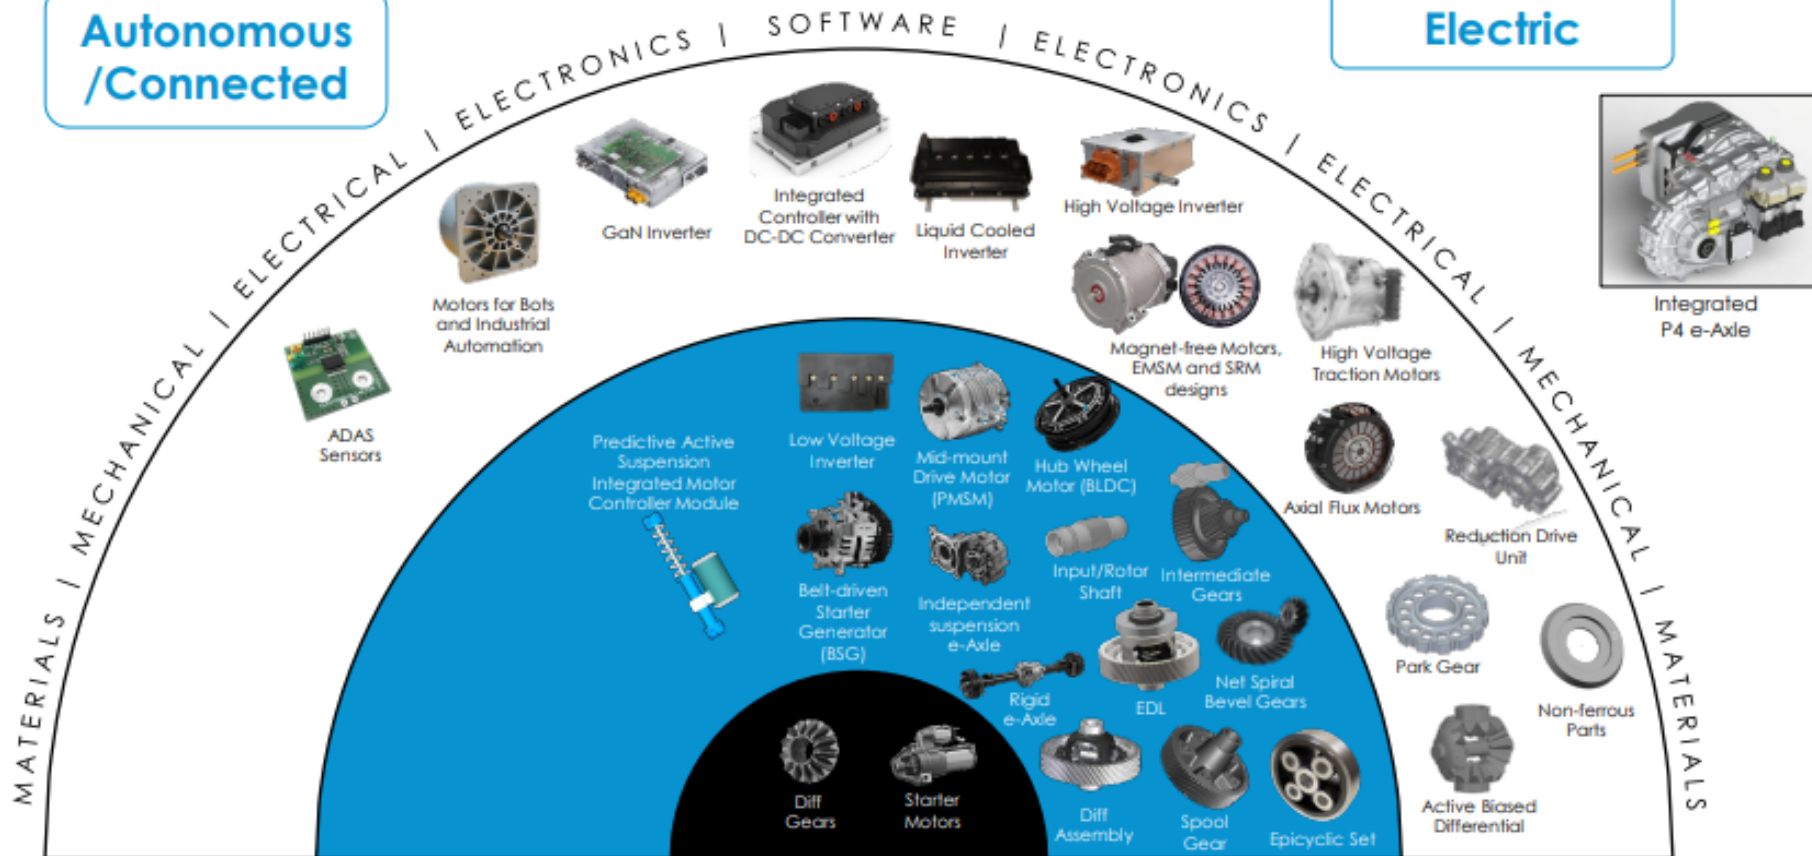 Autonomous
/Connected
Electric
MATERIALS | MECHANICAL | ELECTRICAL | ELECTRONICS | SOFTWARE | ELECTRONICS | ELECTRICAL | MECHANICAL | MATERIALS
ADAS
Sensors
Motors for Bots
and Industrial
Automation
GaN Inverter
Integrated
Controller with
DC-DC Converter
Liquid Cooled
Inverter
High Voltage Inverter
Magnet-free Motors,
EMSM and SRM
designs
High Voltage
Traction Motors
Integrated
P4 e-Axle
Axial Flux Motors
Reduction Drive
Unit
Park Gear
Non-ferrous
Parts
Active Biased
Differential
Predictive Active
Suspension
Integrated Motor
Controller Module
Low Voltage
Inverter
Mid-mount
Drive Motor
(PMSM)
Hub Wheel
Motor (BLDC)
Belt-driven
Starter
Generator
(BSG)
Independent
suspension
e-Axle
Input/Rotor
Shaft
Intermediate
Gears
Rigid
e-Axle
EDL
Net Spiral
Bevel Gears
Diff
Assembly
Spool
Gear
Epicyclic Set
Diff
Gears
Starter
Motors